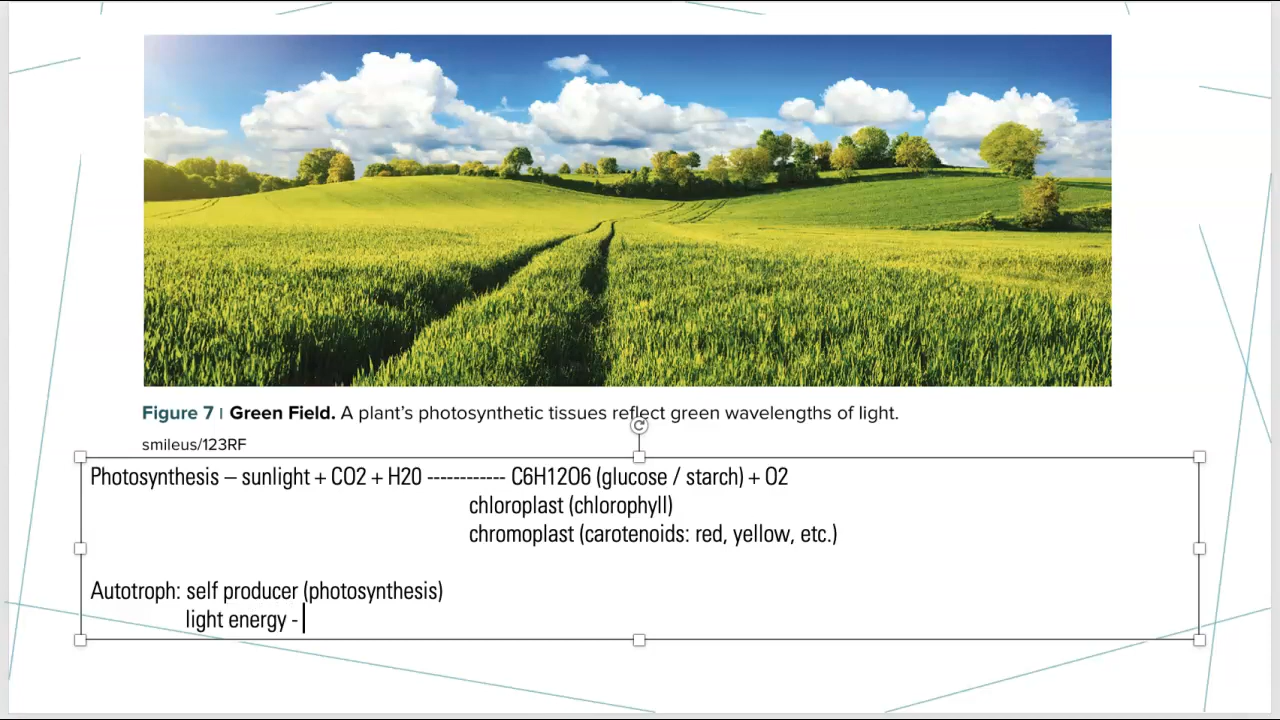 Figure 7 | Green Field. A plant's photosynthetic tissues reflect green wavelengths of light.
smileus/123RF
Photosynthesis – sunlight + CO2 + H20 ------------ C6H12O6 (glucose / starch) + O2
chloroplast (chlorophyll)
chromoplast (carotenoids: red, yellow, etc.)
Autotroph: self producer (photosynthesis)
light energy -